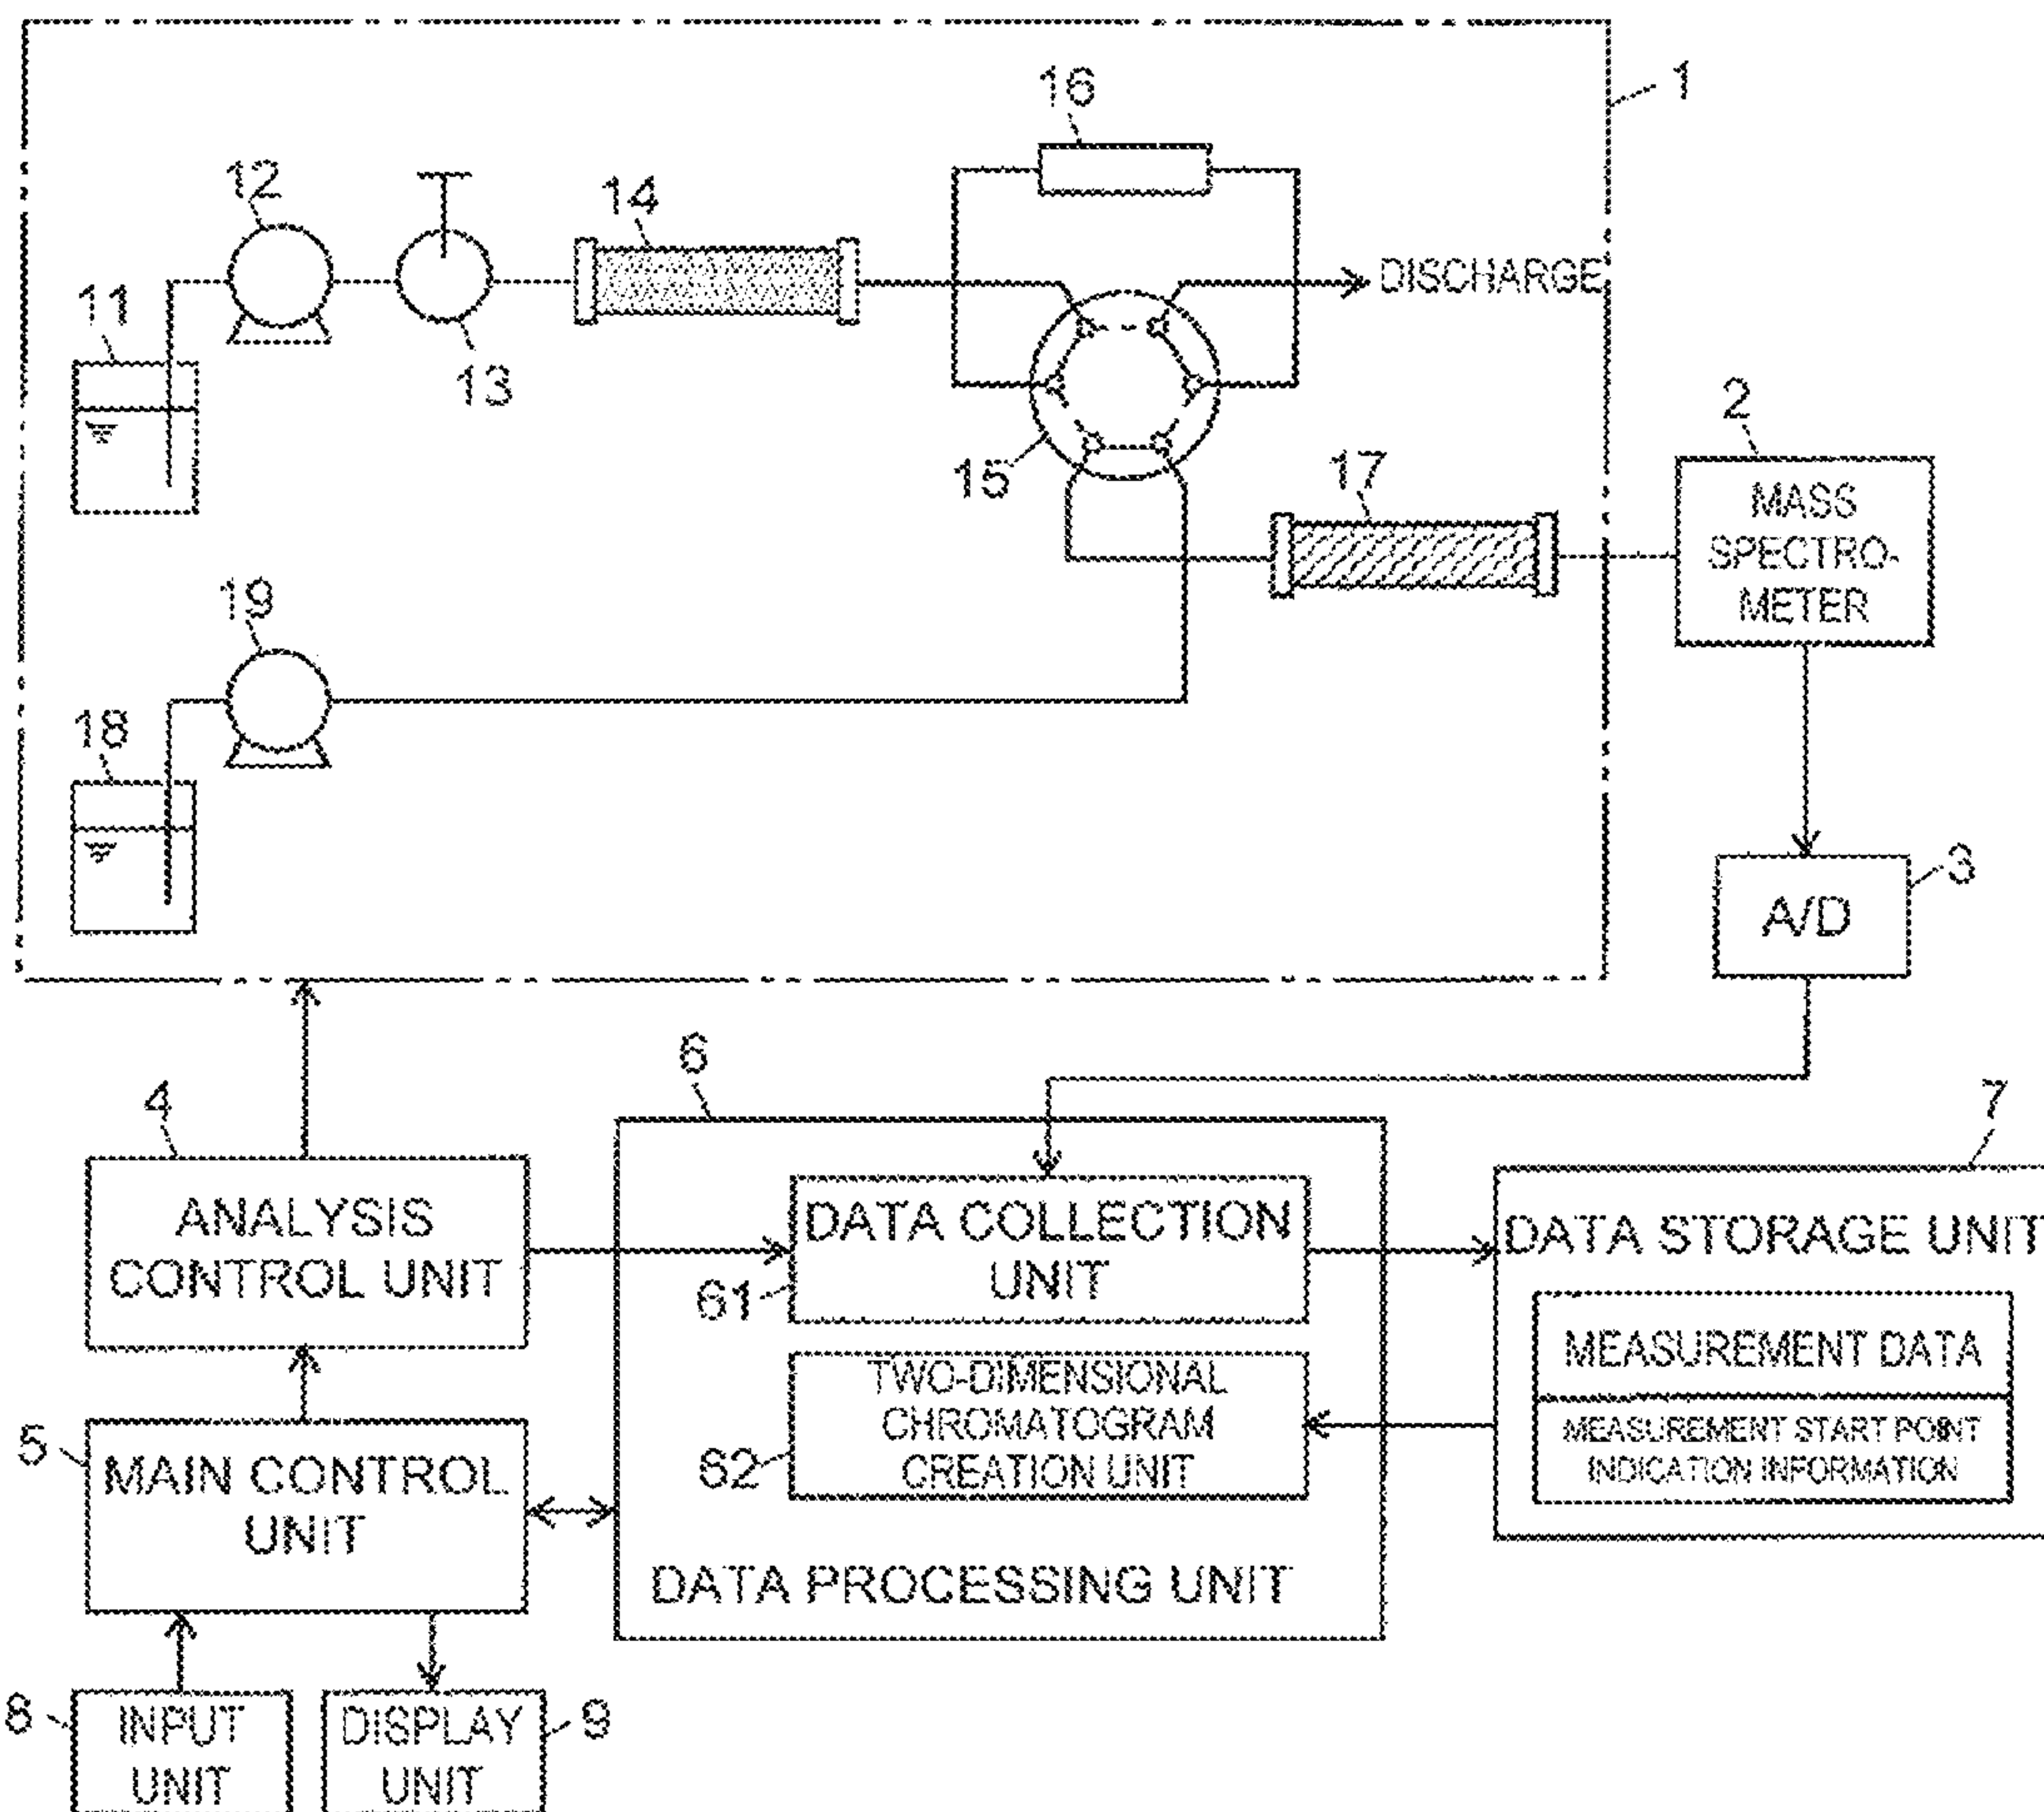 1
16
12
14
DISCHARGE
11
13
2
15
17
MASS
SPECTRO-
METER
19
18
3
A/D
6
4
7
ANALYSIS
CONTROL UNIT
DATA COLLECTION
UNIT
61
DATA STORAGE UNIT
MEASUREMENT DATA
MEASUREMENT START POINT
INDICATION INFORMATION
TWO-DIMENSIONAL
CHROMATOGRAM
CREATION UNIT
62
5
MAIN CONTROL
UNIT
DATA PROCESSING UNIT
8
INPUT
UNIT
DISPLAY
UNIT
9